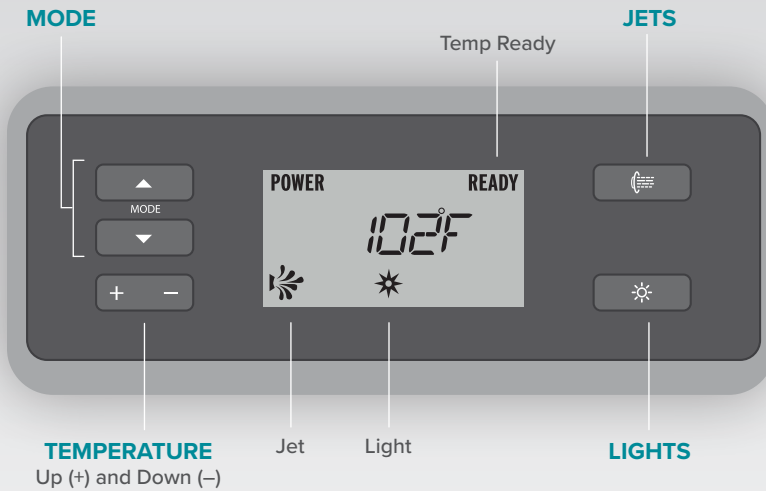 MODE
JETS
Temp Ready
POWER READY
MODE
102°F
+ −
TEMPERATURE
Up (+) and Down (–)
Jet
Light
LIGHTS